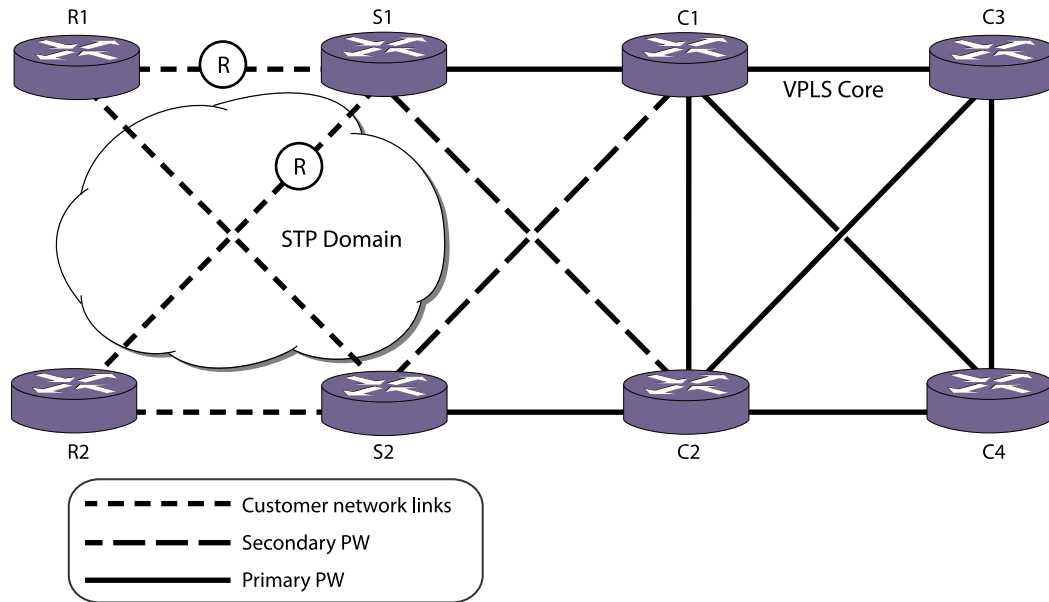 R1
S1
C1
C3
R
VPLS Core
R
STP Domain
R2
S2
C2
C4
Customer network links
Secondary PW
Primary PW